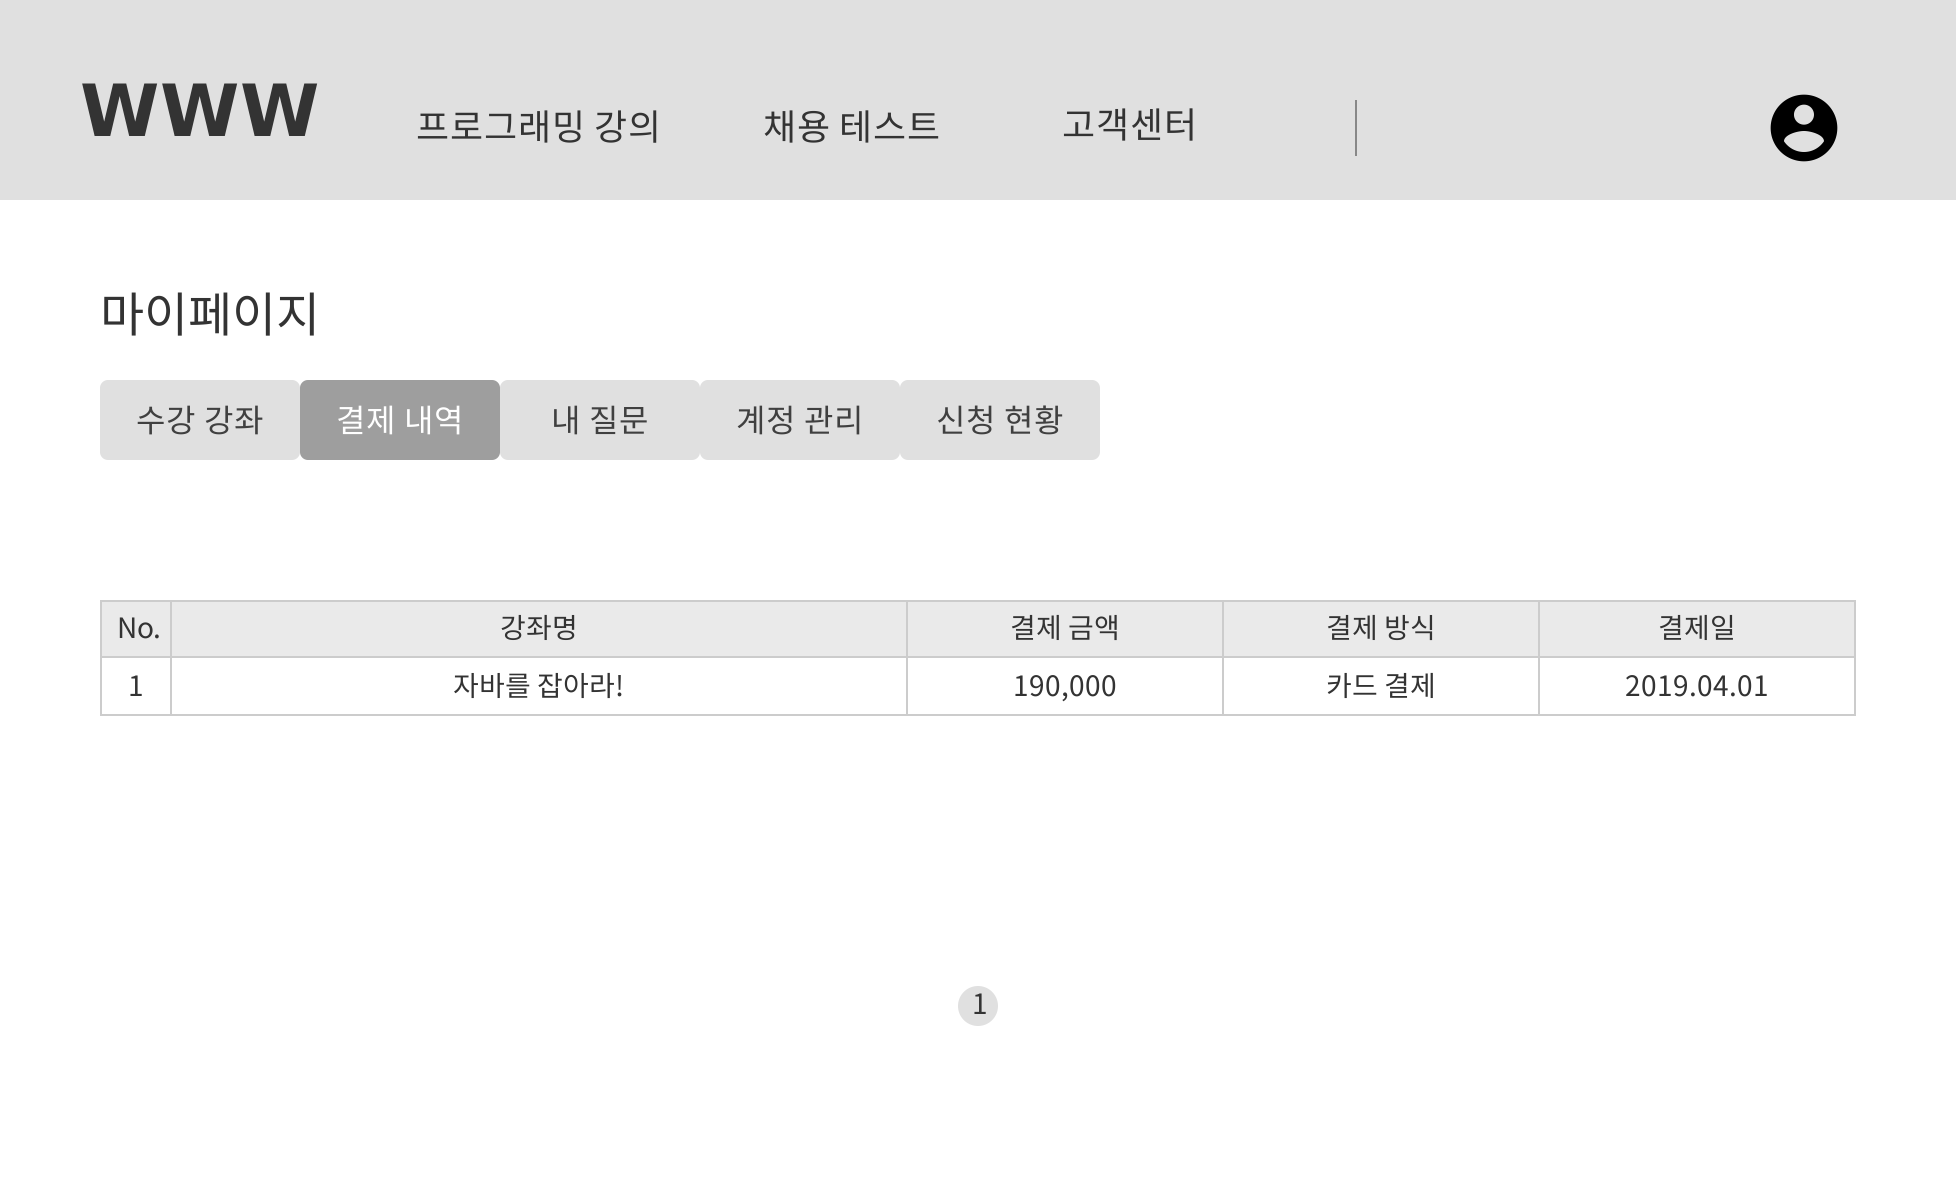 WWW 프로그래밍 강의 채용 테스트 고객센터
마이페이지
수강 강좌 결제 내역 내 질문 계정 관리 신청 현황
No. 강좌명 결제 금액 결제 방식 결제일
1 자바를 잡아라! 190,000 카드 결제 2019.04.01
1